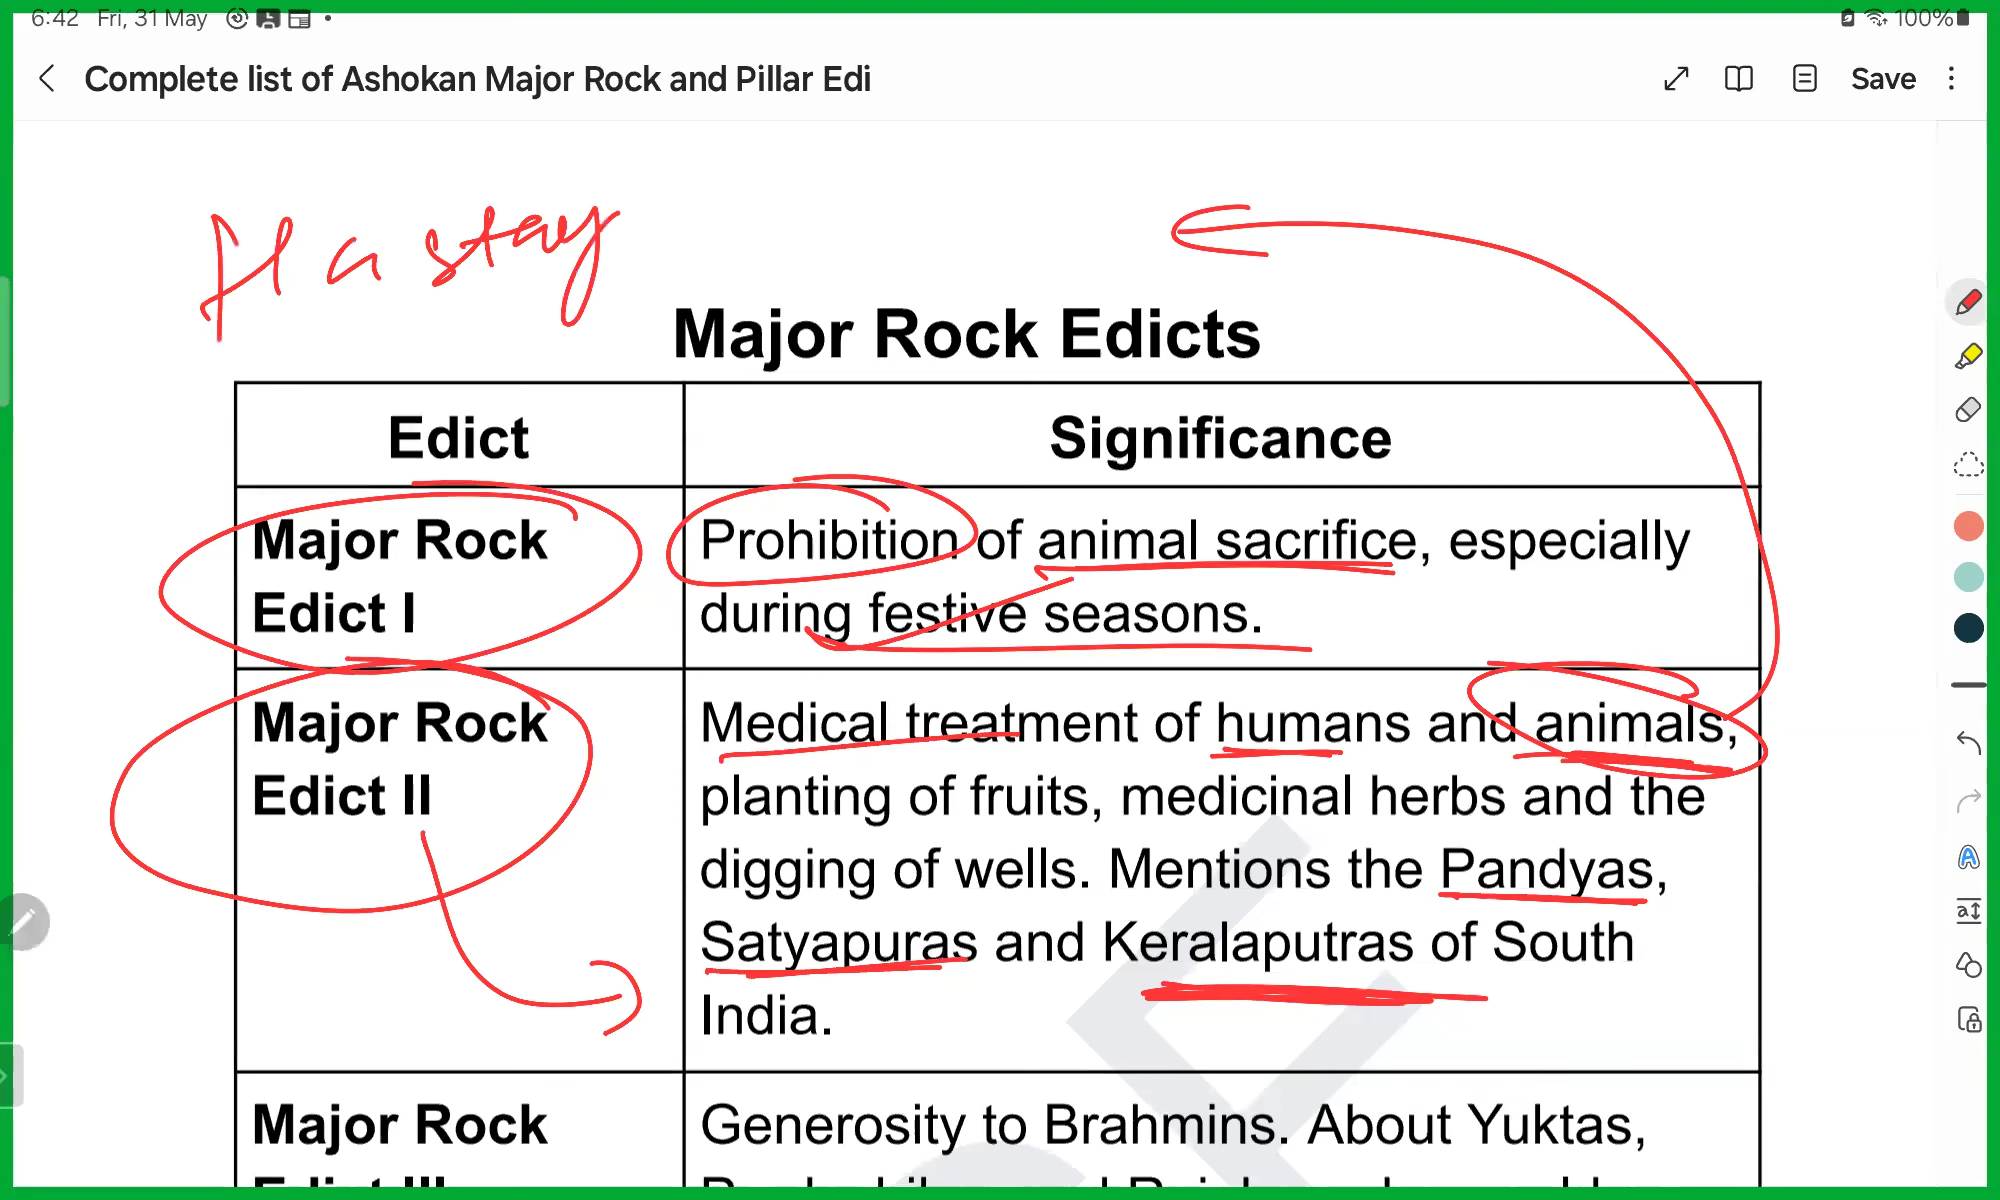 6:42 Fri, 31 May 100%
Complete list of Ashokan Major Rock and Pillar Edi Save
Hastay
Major Rock Edicts
Edict Significance
Major Rock Prohibition of animal sacrifice, especially
Edict I during festive seasons.
Major Rock Medical treatment of humans and animals,
Edict II planting of fruits, medicinal herbs and the
digging of wells. Mentions the Pandyas,
Satyapuras and Keralaputras of South
India.
Major Rock Generosity to Brahmins. About Yuktas,
Edict III